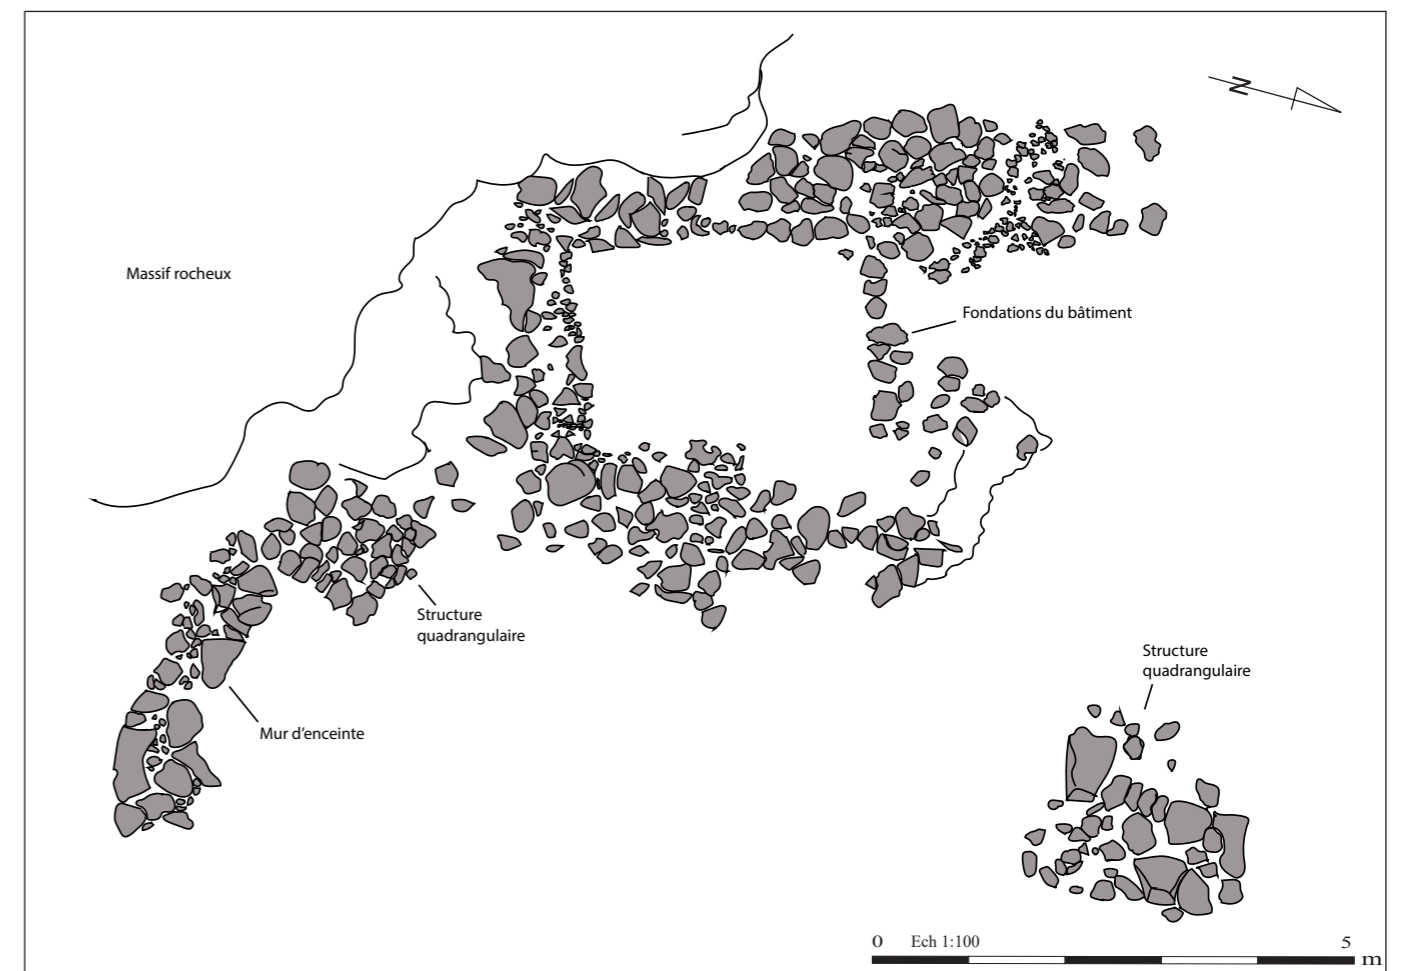 N
Massif rocheux
Fondations du bâtiment
Structure
quadrangulaire
Mur d'enceinte
Structure
quadrangulaire
0 Ech 1:100 5
m